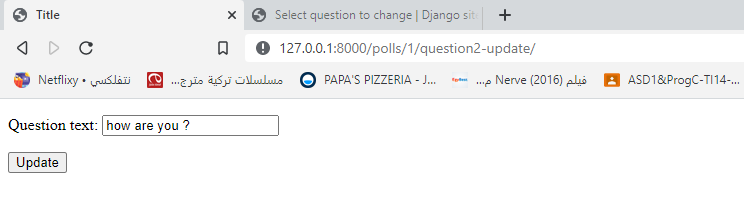 Title
Select question to change | Django sit
127.0.0.1:8000/polls/1/question2-update/
Netflixy • نتفلكسي
مسلسلات تركية مترج...
PAPA'S PIZZERIA - J...
فيلم Nerve (2016) م...
ASD1&ProgC-TI14-...
Question text: how are you ?
Update